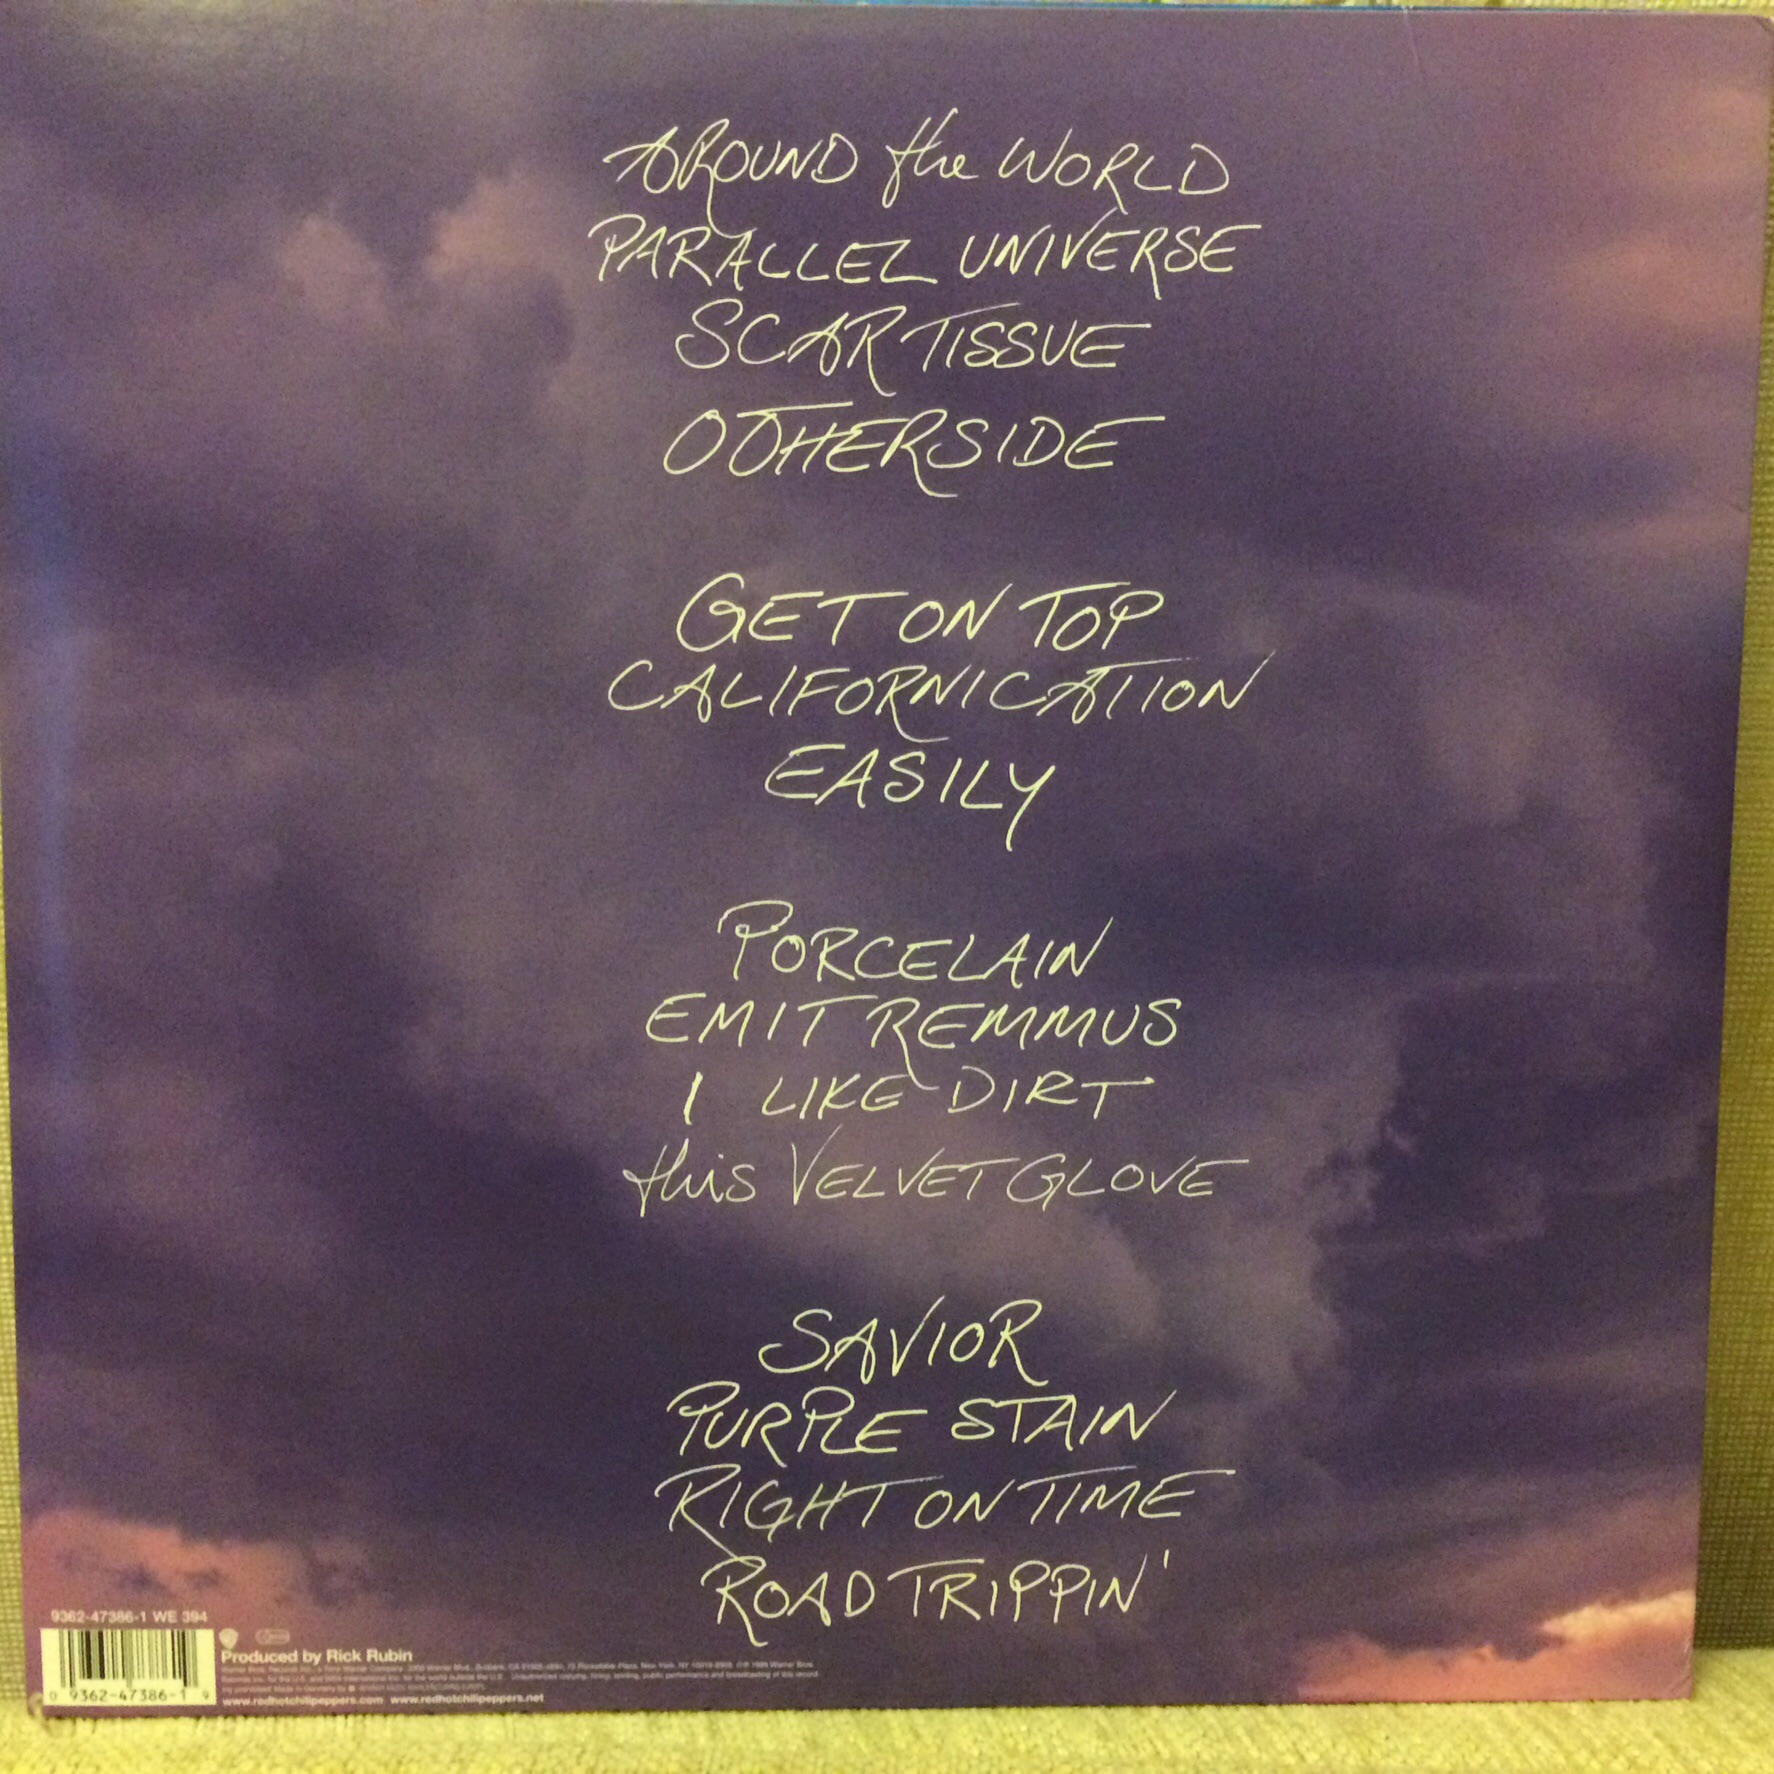 AROUND the WORLD
PARALLEL UNIVERSE
SCAR TISSUE
OTHERSIDE
GET ON TOP
CALIFORNICATION
EASILY
PORCELAIN
EMIT REMMUS
I LIKE DIRT
this VELVET GLOVE
SAVIOR
PURPLE STAIN
RIGHT ON TIME
ROAD TRIPPIN'
9362-47386-1 WE 394
0 9362-47386-1 9
Produced by Rick Rubin
www.redhotchilipeppers.com www.redhotchilipeppers.net